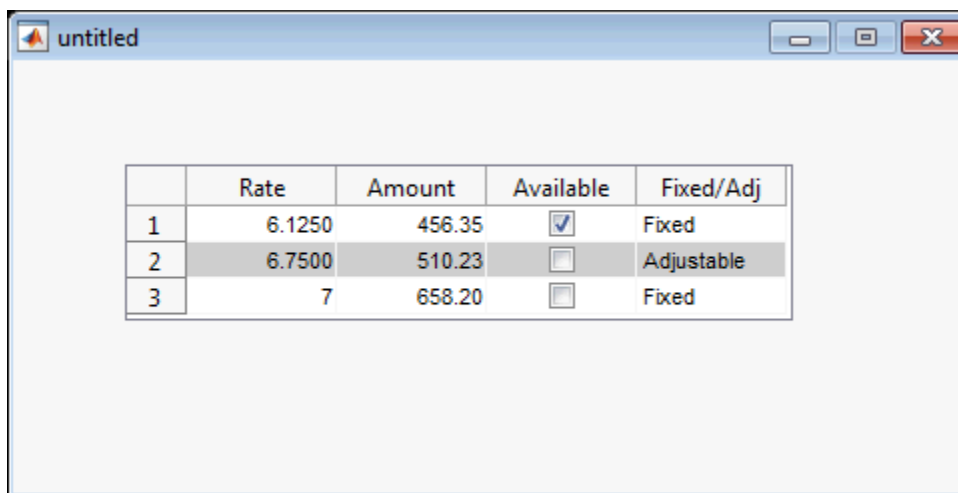 untitled
Rate Amount Available Fixed/Adj
1 6.1250 456.35 Fixed
2 6.7500 510.23 Adjustable
3 7 658.20 Fixed